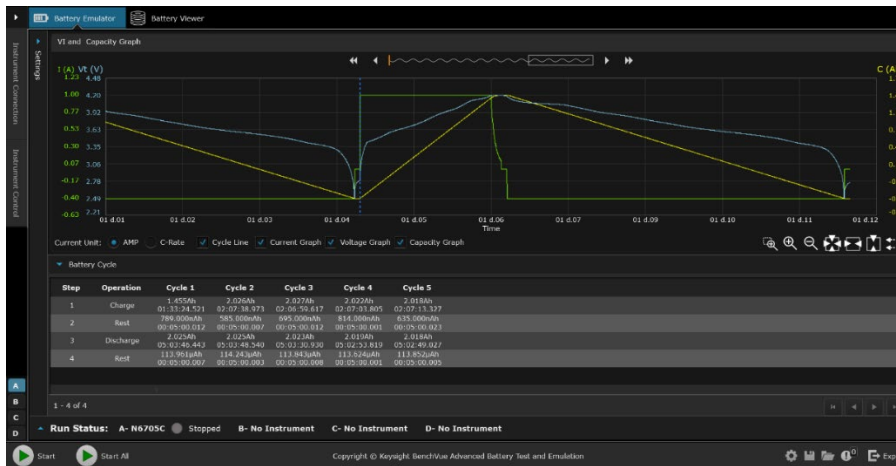 Battery Emulator Battery Viewer
Instrument Connection
Instrument Control
Settings
VI and Capacity Graph
I (A) Vt (V) C (A
1.23 4.48
1.00 4.20
0.77 3.92
0.53 3.63
0.30 3.35
0.07 3.06
-0.17 2.78
-0.40 2.49
-0.63 2.21
01 d.01 01 d.02 01 d.03 01 d.04 01 d.05 01 d.06 01 d.07 01 d.09 01 d.10 01 d.11 01 d.12
Time
Current Unit: AMP C-Rate Cycle Line Current Graph Voltage Graph Capacity Graph
Battery Cycle
Step Operation Cycle 1 Cycle 2 Cycle 3 Cycle 4 Cycle 5
1 Charge 1.455Ah 2.026Ah 2.027Ah 2.022Ah 2.018Ah
01:33:24.521 02:07:38.973 02:06:59.617 02:07:03.805 02:07:13.327
2 Rest 789.000nAh 585.000nAh 695.000nAh 814.000nAh 635.000nAh
00:05:00.012 00:05:00.007 00:05:00.012 00:05:00.001 00:05:00.023
3 Discharge 2.025Ah 2.025Ah 2.023Ah 2.019Ah 2.018Ah
05:03:46.443 05:03:48.540 05:03:30.930 05:02:53.819 05:02:49.027
4 Rest 113.961µAh 114.243µAh 113.843µAh 113.624µAh 113.852µAh
00:05:00.007 00:05:00.003 00:05:00.008 00:05:00.001 00:05:00.005
A
B
C
D
1 - 4 of 4
Run Status: A- N6705C Stopped B- No Instrument C- No Instrument D- No Instrument
Start Start All Copyright © Keysight BenchVue Advanced Battery Test and Emulation 0 Exp